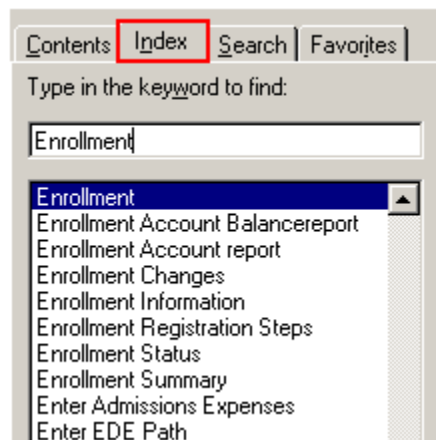 Contents Index Search Favorites
Type in the keyword to find:
Enrollment
Enrollment
Enrollment Account Balancereport
Enrollment Account report
Enrollment Changes
Enrollment Information
Enrollment Registration Steps
Enrollment Status
Enrollment Summary
Enter Admissions Expenses
Enter EDE Path